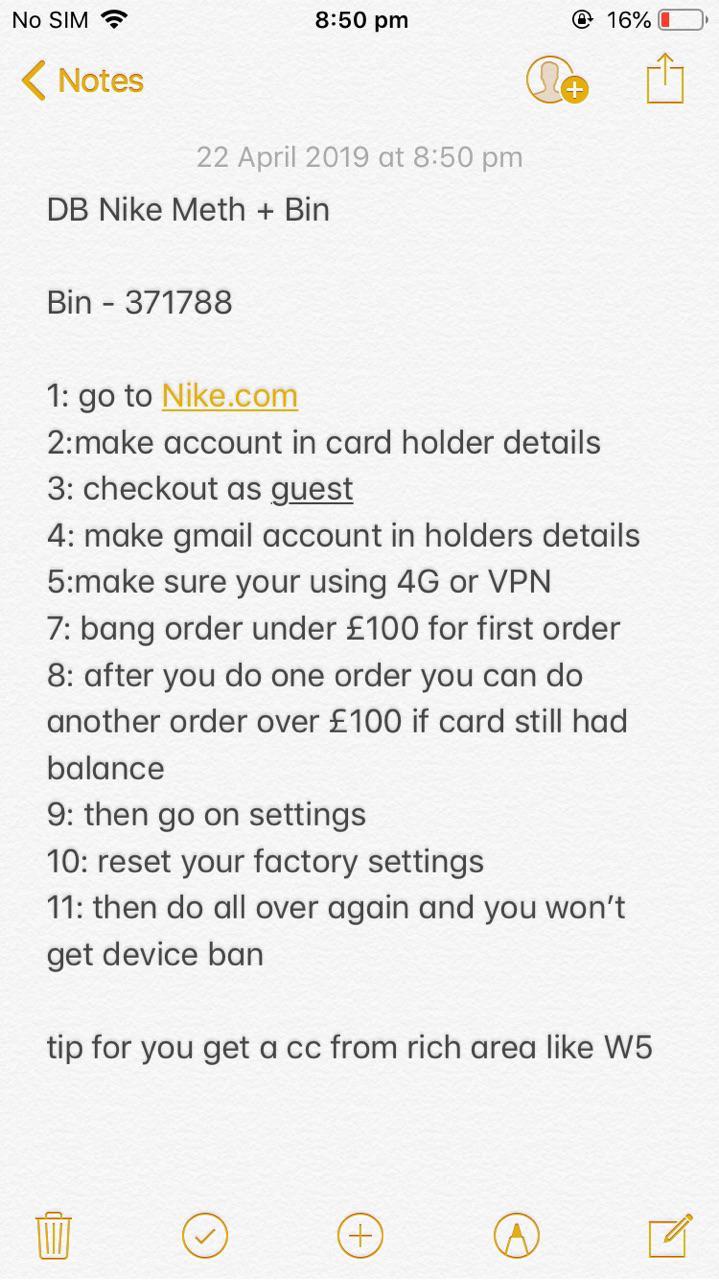 No SIM 8:50 pm 16%
Notes
22 April 2019 at 8:50 pm
DB Nike Meth + Bin
Bin - 371788
1: go to Nike.com
2:make account in card holder details
3: checkout as guest
4: make gmail account in holders details
5:make sure your using 4G or VPN
7: bang order under £100 for first order
8: after you do one order you can do
another order over £100 if card still had
balance
9: then go on settings
10: reset your factory settings
11: then do all over again and you won't
get device ban
tip for you get a cc from rich area like W5